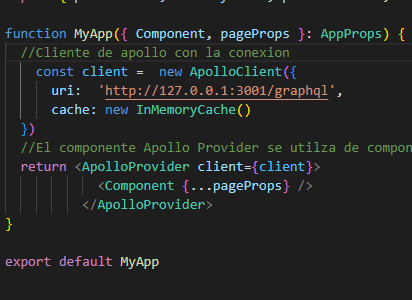 function MyApp({ Component, pageProps }: AppProps) {
//Cliente de apollo con la conexion
const client = new ApolloClient({
uri: 'http://127.0.0.1:3001/graphql',
cache: new InMemoryCache()
})
//El componente Apollo Provider se utilza de compon
return <ApolloProvider client={client}>
<Component {...pageProps} />
</ApolloProvider>
}
export default MyApp